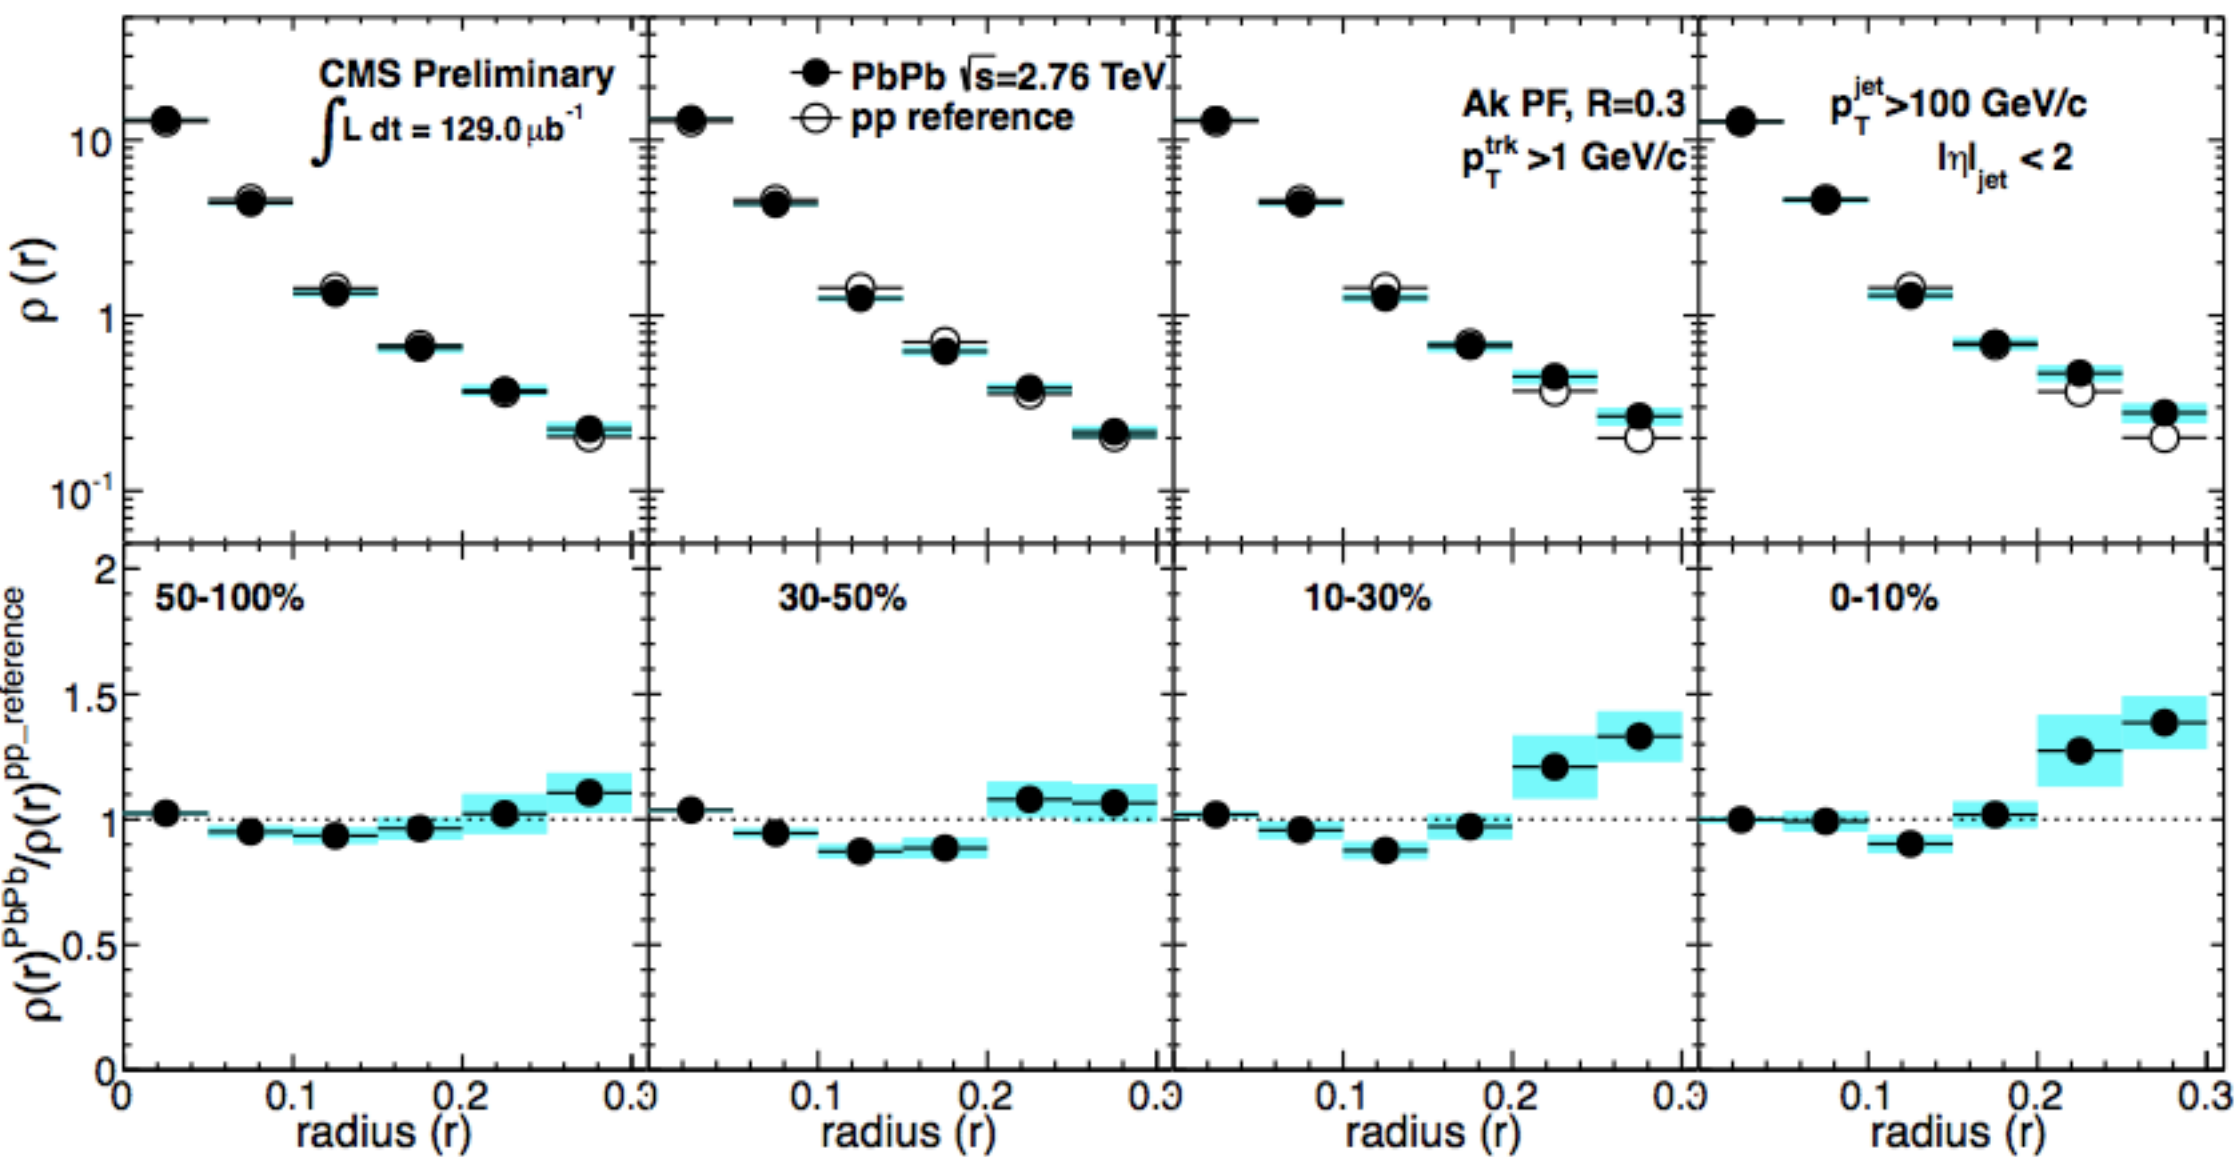 CMS Preliminary
∫L dt = 129.0 μb⁻¹
PbPb √s=2.76 TeV
pp reference
Ak PF, R=0.3
p_T^trk >1 GeV/c
p_T^jet >100 GeV/c
|η|_jet < 2
ρ (r)
10
1
10⁻¹
50-100%
30-50%
10-30%
0-10%
ρ(r)^PbPb/ρ(r)^pp_reference
2
1.5
1
0.5
0
0 0.1 0.2 0.3 0.1 0.2 0.3 0.1 0.2 0.3 0.1 0.2 0.3
radius (r) radius (r) radius (r) radius (r)